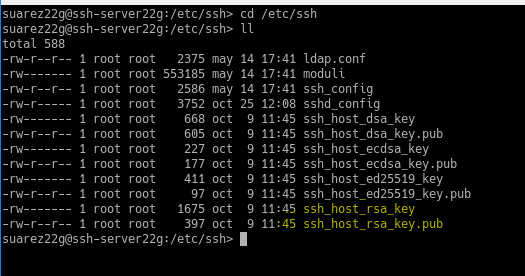 suarez22g@ssh-server22g:/etc/ssh> cd /etc/ssh
suarez22g@ssh-server22g:/etc/ssh> ll
total 588
-rw-r--r-- 1 root root   2375 may 14 17:41 ldap.conf
-rw------- 1 root root 553185 may 14 17:41 moduli
-rw-r--r-- 1 root root   2586 may 14 17:41 ssh_config
-rw-r----- 1 root root   3752 oct 25 12:08 sshd_config
-rw------- 1 root root    668 oct  9 11:45 ssh_host_dsa_key
-rw-r--r-- 1 root root    605 oct  9 11:45 ssh_host_dsa_key.pub
-rw------- 1 root root    227 oct  9 11:45 ssh_host_ecdsa_key
-rw-r--r-- 1 root root    177 oct  9 11:45 ssh_host_ecdsa_key.pub
-rw------- 1 root root    411 oct  9 11:45 ssh_host_ed25519_key
-rw-r--r-- 1 root root     97 oct  9 11:45 ssh_host_ed25519_key.pub
-rw------- 1 root root   1675 oct  9 11:45 ssh_host_rsa_key
-rw-r--r-- 1 root root    397 oct  9 11:45 ssh_host_rsa_key.pub
suarez22g@ssh-server22g:/etc/ssh>